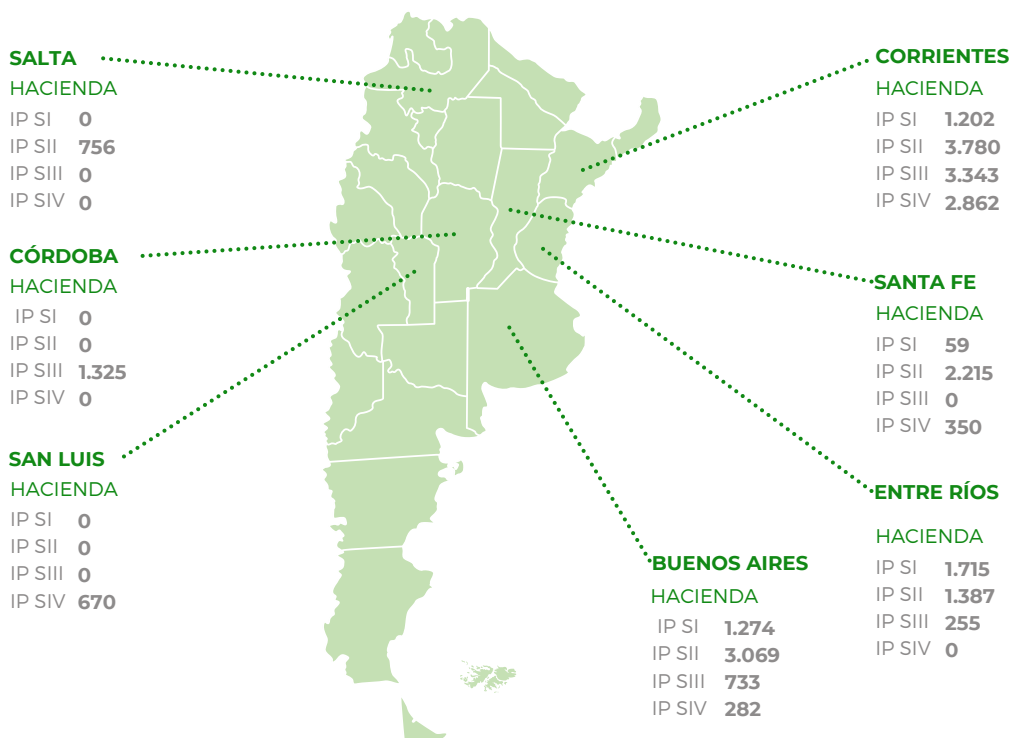 SALTA
HACIENDA
IP SI 0
IP SII 756
IP SIII 0
IP SIV 0
CÓRDOBA
HACIENDA
IP SI 0
IP SII 0
IP SIII 1.325
IP SIV 0
SAN LUIS
HACIENDA
IP SI 0
IP SII 0
IP SIII 0
IP SIV 670
CORRIENTES
HACIENDA
IP SI 1.202
IP SII 3.780
IP SIII 3.343
IP SIV 2.862
SANTA FE
HACIENDA
IP SI 59
IP SII 2.215
IP SIII 0
IP SIV 350
ENTRE RÍOS
HACIENDA
IP SI 1.715
IP SII 1.387
IP SIII 255
IP SIV 0
BUENOS AIRES
HACIENDA
IP SI 1.274
IP SII 3.069
IP SIII 733
IP SIV 282